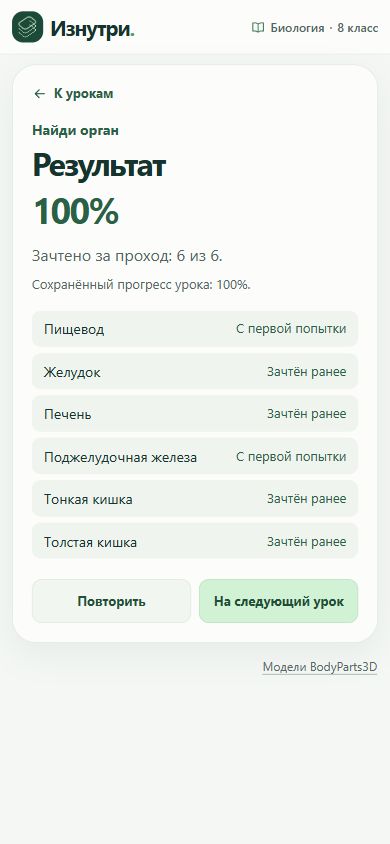 Изнутри.
Биология · 8 класс
← К урокам
Найди орган
Результат
100%
Зачтено за проход: 6 из 6.
Сохранённый прогресс урока: 100%.
Пищевод С первой попытки
Желудок Зачтён ранее
Печень Зачтён ранее
Поджелудочная железа С первой попытки
Тонкая кишка Зачтён ранее
Толстая кишка Зачтён ранее
Повторить На следующий урок
Модели BodyParts3D